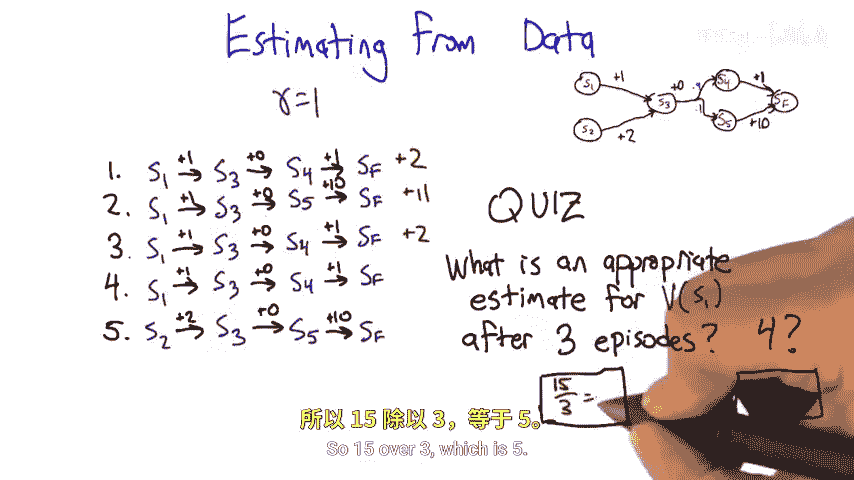 Estimating From Data
γ=1
S1 +1 S3 +0 .9 S4 +1 SF
S2 +2 .1 S5 +10
1. S1 +1→ S3 +0→ S4 +1→ SF +2
2. S1 +1→ S3 +0→ S5 +10→ SF +11
3. S1 +1→ S3 +0→ S4 +1→ SF +2
4. S1 +1→ S3 +0→ S4 +1→ SF
5. S2 +2→ S3 +0→ S5 +10→ SF
QUIZ
What is an appropriate
estimate for V(S1)
after 3 episodes? 4?
15/3 =
所以 15 除以 3，等于 5。
So 15 over 3, which is 5.